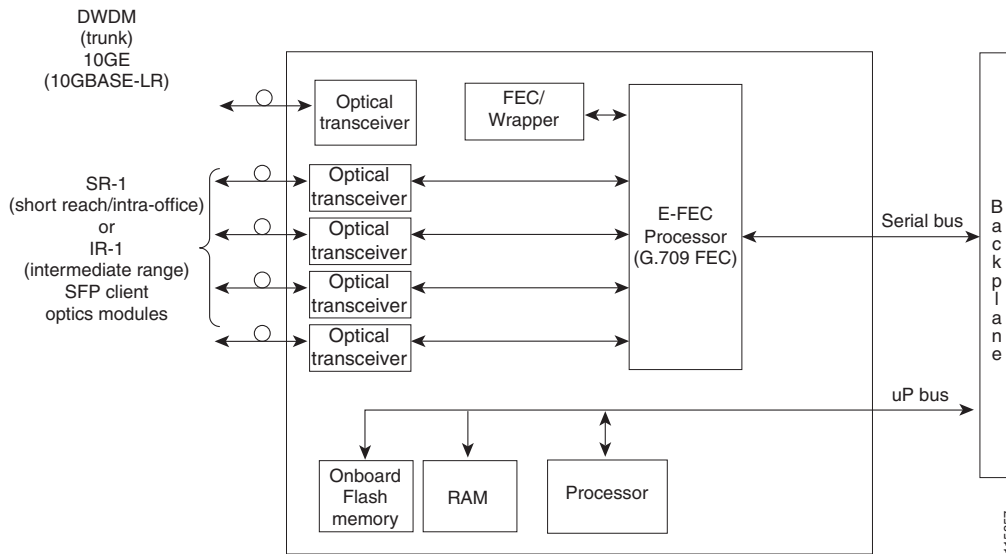 DWDM
(trunk)
10GE
(10GBASE-LR)
Optical
transceiver
FEC/
Wrapper
SR-1
(short reach/intra-office)
or
IR-1
(intermediate range)
SFP client
optics modules
Optical
transceiver
Optical
transceiver
Optical
transceiver
Optical
transceiver
E-FEC
Processor
(G.709 FEC)
Serial bus
Backplane
uP bus
Onboard
Flash
memory
RAM
Processor